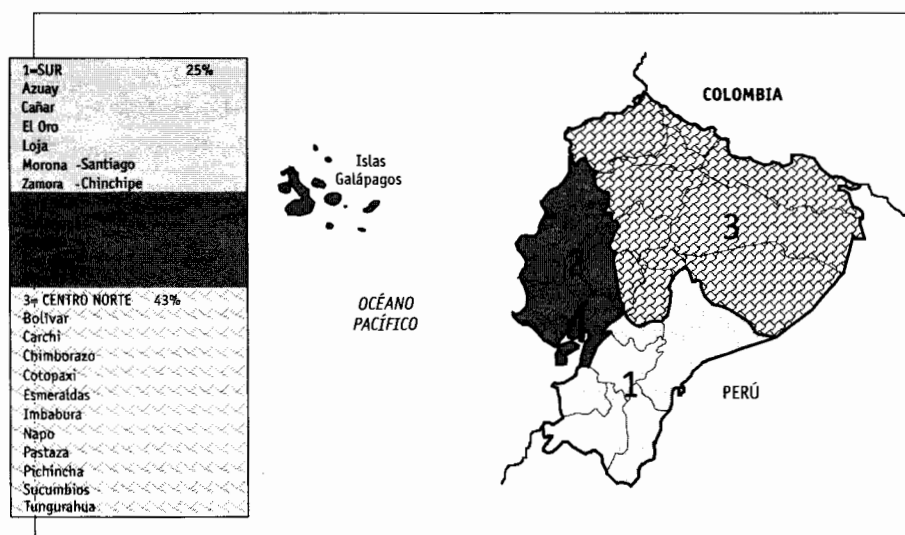 1=SUR 25%
Azuay
Cañar
El Oro
Loja
Morona -Santiago
Zamora -Chinchipe
3= CENTRO NORTE 43%
Bolívar
Carchi
Chimborazo
Cotopaxi
Esmeraldas
Imbabura
Napo
Pastaza
Pichincha
Sucumbios
Tungurahua
Islas
Galápagos
OCÉANO
PACÍFICO
COLOMBIA
3
1
PERÚ